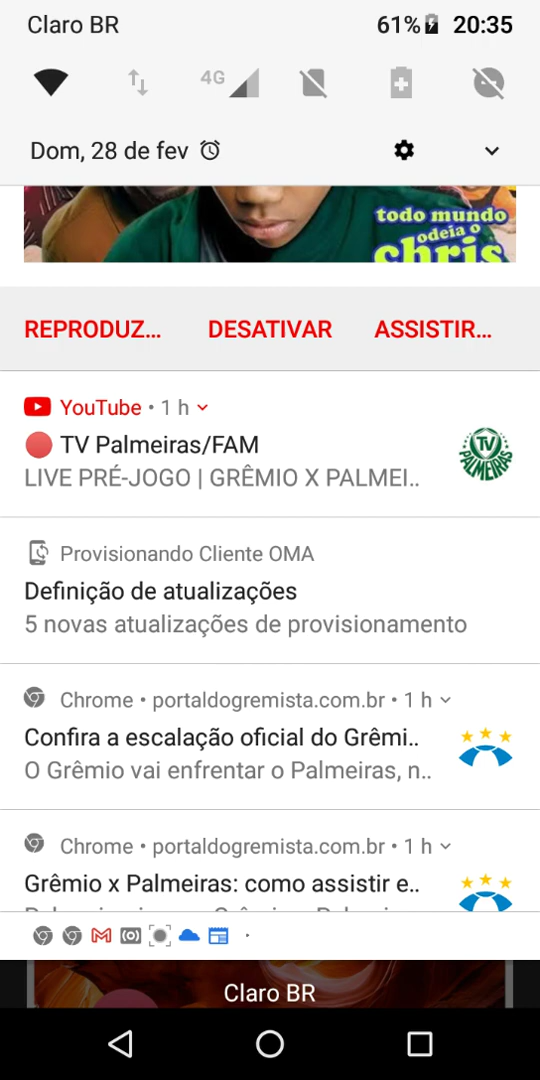 Claro BR
61% 20:35
4G
Dom, 28 de fev
todo mundo
odeia o
chris
REPRODUZ... DESATIVAR ASSISTIR...
YouTube • 1 h
TV Palmeiras/FAM
LIVE PRÉ-JOGO | GRÊMIO X PALMEI..
TV
PALMEIRAS
Provisionando Cliente OMA
Definição de atualizações
5 novas atualizações de provisionamento
Chrome • portaldogremista.com.br • 1 h
Confira a escalação oficial do Grêmi..
O Grêmio vai enfrentar o Palmeiras, n..
Chrome • portaldogremista.com.br • 1 h
Grêmio x Palmeiras: como assistir e..
Claro BR